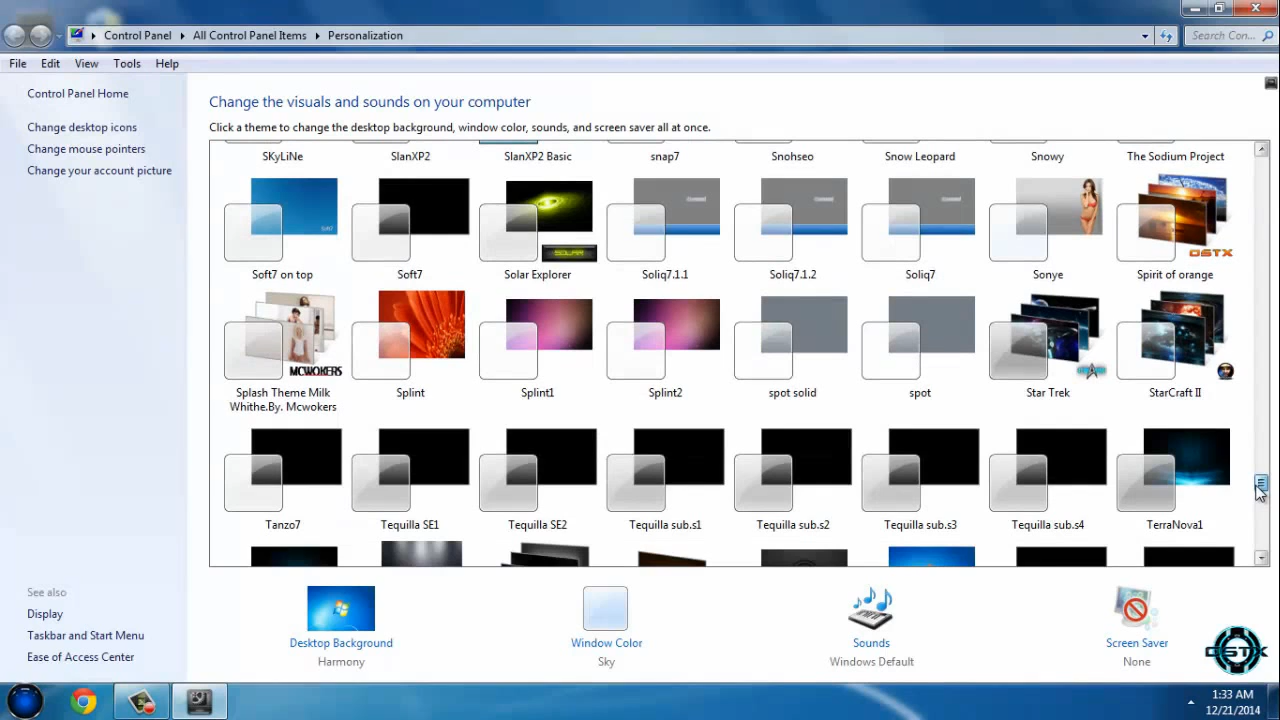 Control Panel
All Control Panel Items
Personalization
Search Con...
File
Edit
View
Tools
Help
Control Panel Home
Change desktop icons
Change mouse pointers
Change your account picture
Change the visuals and sounds on your computer
Click a theme to change the desktop background, window color, sounds, and screen saver all at once.
SKyLiNe
SlanXP2
SlanXP2 Basic
snap7
Snohseo
Snow Leopard
Snowy
The Sodium Project
SOLAR
OSTX
Soft7 on top
Soft7
Solar Explorer
Soliq7.1.1
Soliq7.1.2
Soliq7
Sonye
Spirit of orange
MCWOKERS
Splash Theme Milk
Whithe.By. Mcwokers
Splint
Splint1
Splint2
spot solid
spot
Star Trek
StarCraft II
Tanzo7
Tequilla SE1
Tequilla SE2
Tequilla sub.s1
Tequilla sub.s2
Tequilla sub.s3
Tequilla sub.s4
TerraNova1
See also
Display
Taskbar and Start Menu
Ease of Access Center
Desktop Background
Harmony
Window Color
Sky
Sounds
Windows Default
Screen Saver
None
OSTX
1:33 AM
12/21/2014